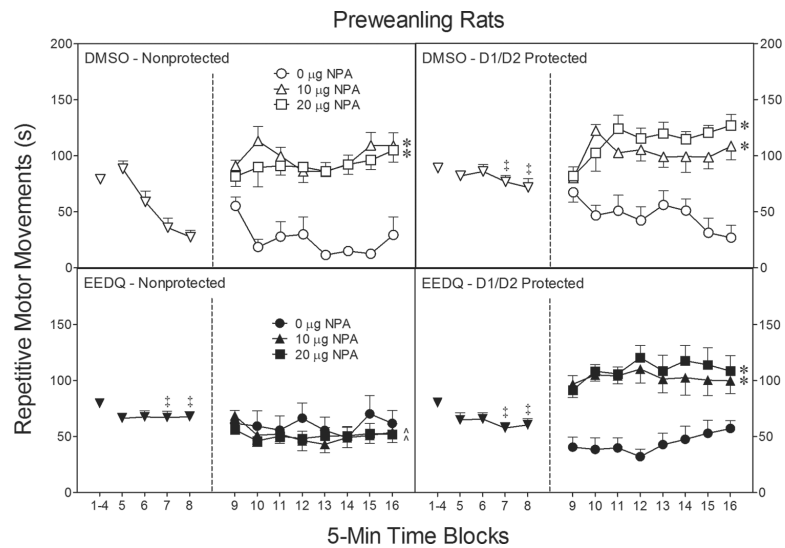 Preweanling Rats
Repetitive Motor Movements (s)
DMSO - Nonprotected
0 μg NPA
10 μg NPA
20 μg NPA
*
*
DMSO - D1/D2 Protected
‡ ‡
*
*
200 200
150 150
100 100
50 50
0 0
EEDQ - Nonprotected
0 μg NPA
10 μg NPA
20 μg NPA
‡ ‡
^
^
EEDQ - D1/D2 Protected
‡ ‡
*
*
150 150
100 100
50 50
0 0
1-4 5 6 7 8 9 10 11 12 13 14 15 16 1-4 5 6 7 8 9 10 11 12 13 14 15 16
5-Min Time Blocks